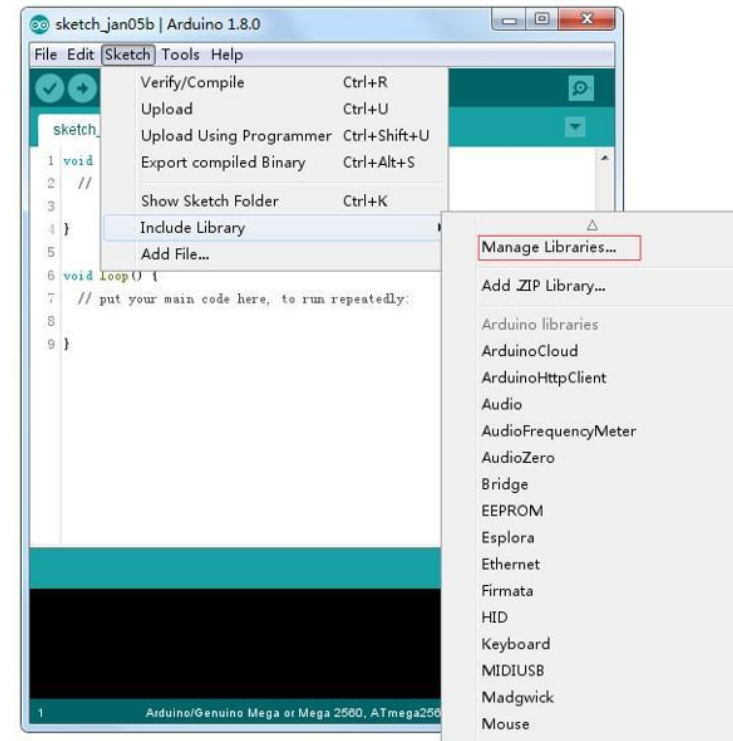 sketch_jan05b | Arduino 1.8.0
File Edit Sketch Tools Help
Verify/Compile Ctrl+R
Upload Ctrl+U
Upload Using Programmer Ctrl+Shift+U
Export compiled Binary Ctrl+Alt+S
Show Sketch Folder Ctrl+K
Include Library
Add File...
Manage Libraries...
Add .ZIP Library...
Arduino libraries
ArduinoCloud
ArduinoHttpClient
Audio
AudioFrequencyMeter
AudioZero
Bridge
EEPROM
Esplora
Ethernet
Firmata
HID
Keyboard
MIDIUSB
Madgwick
Mouse
sketch_
1 void
2 //
3
4 }
5
6 void loop() {
7 // put your main code here, to run repeatedly:
8
9 }
1 Arduino/Genuino Mega or Mega 2560, ATmega256